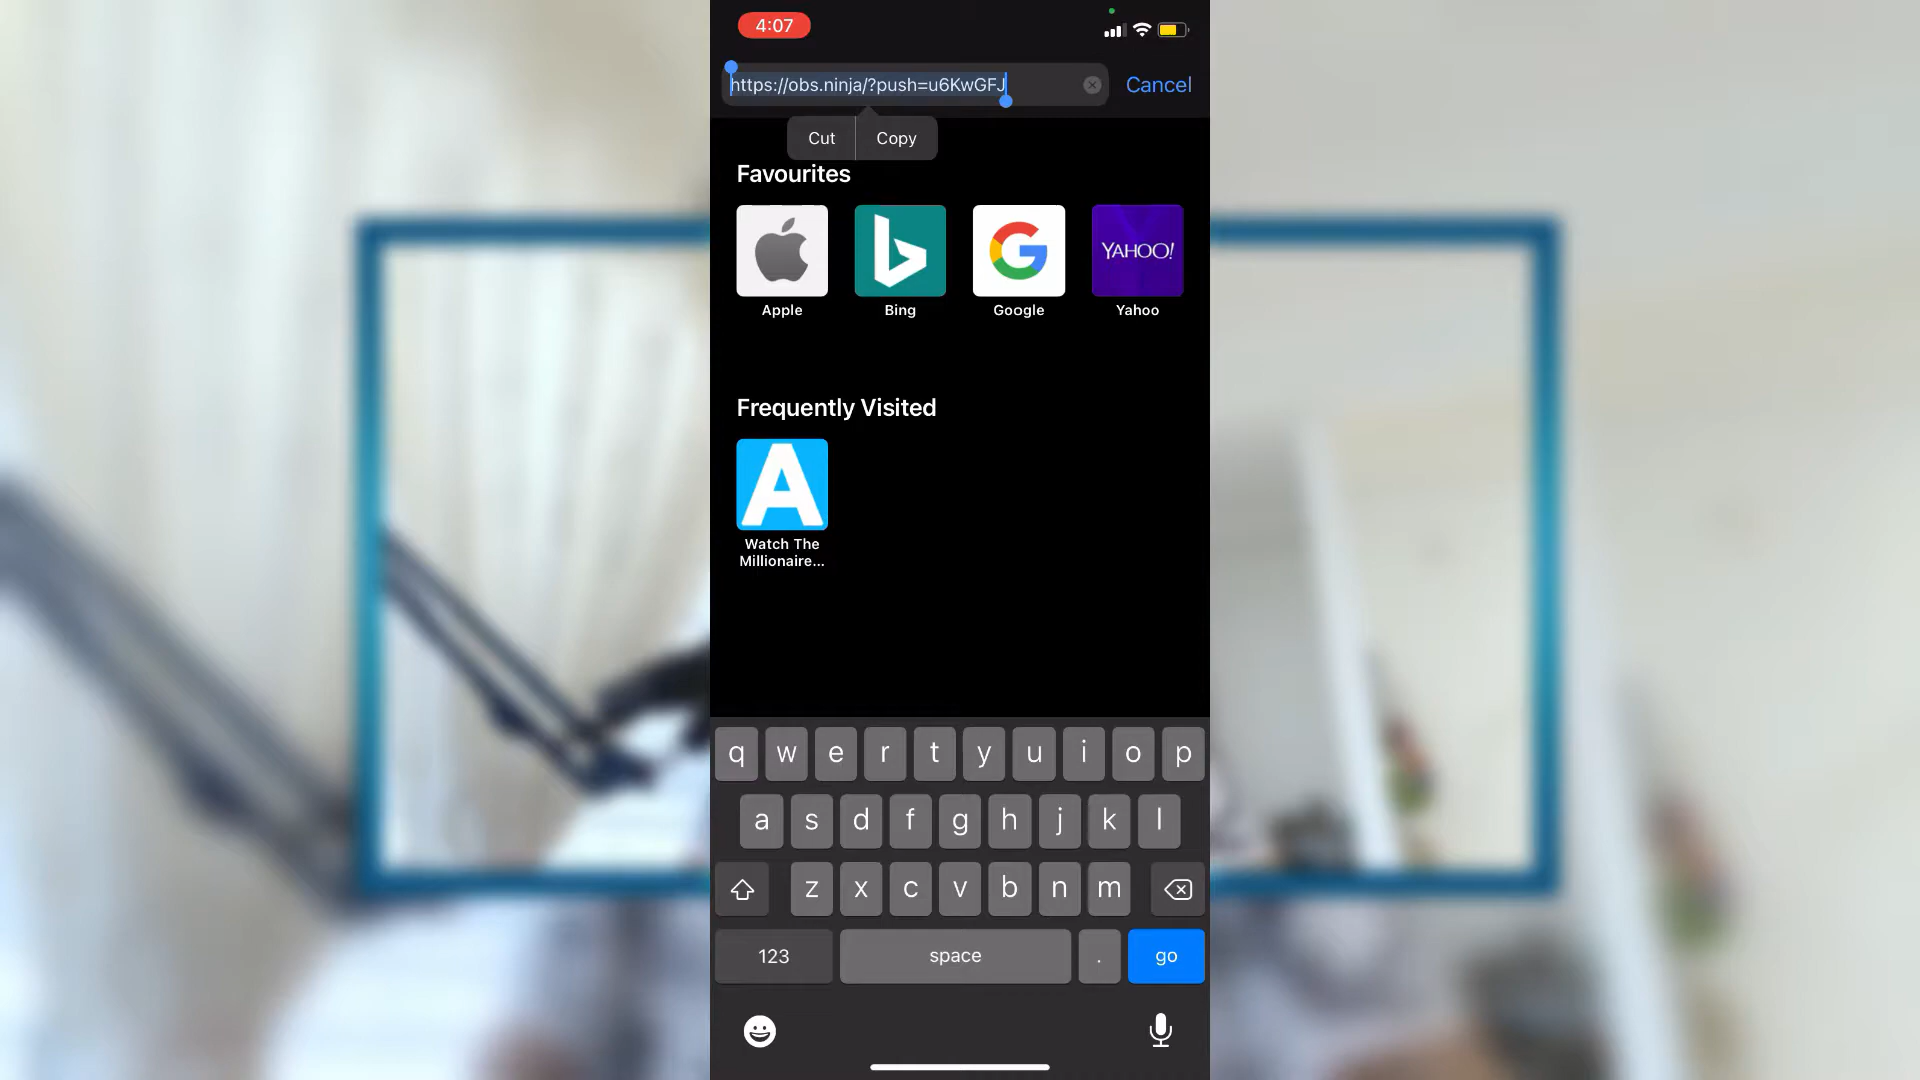 4:07
https://obs.ninja/?push=u6KwGFJ
Cancel
Cut
Copy
Favourites
YAHOO!
Apple
Bing
Google
Yahoo
Frequently Visited
A
Watch The
Millionaire...
q w e r t y u i o p
a s d f g h j k l
z x c v b n m
123
space
.
go